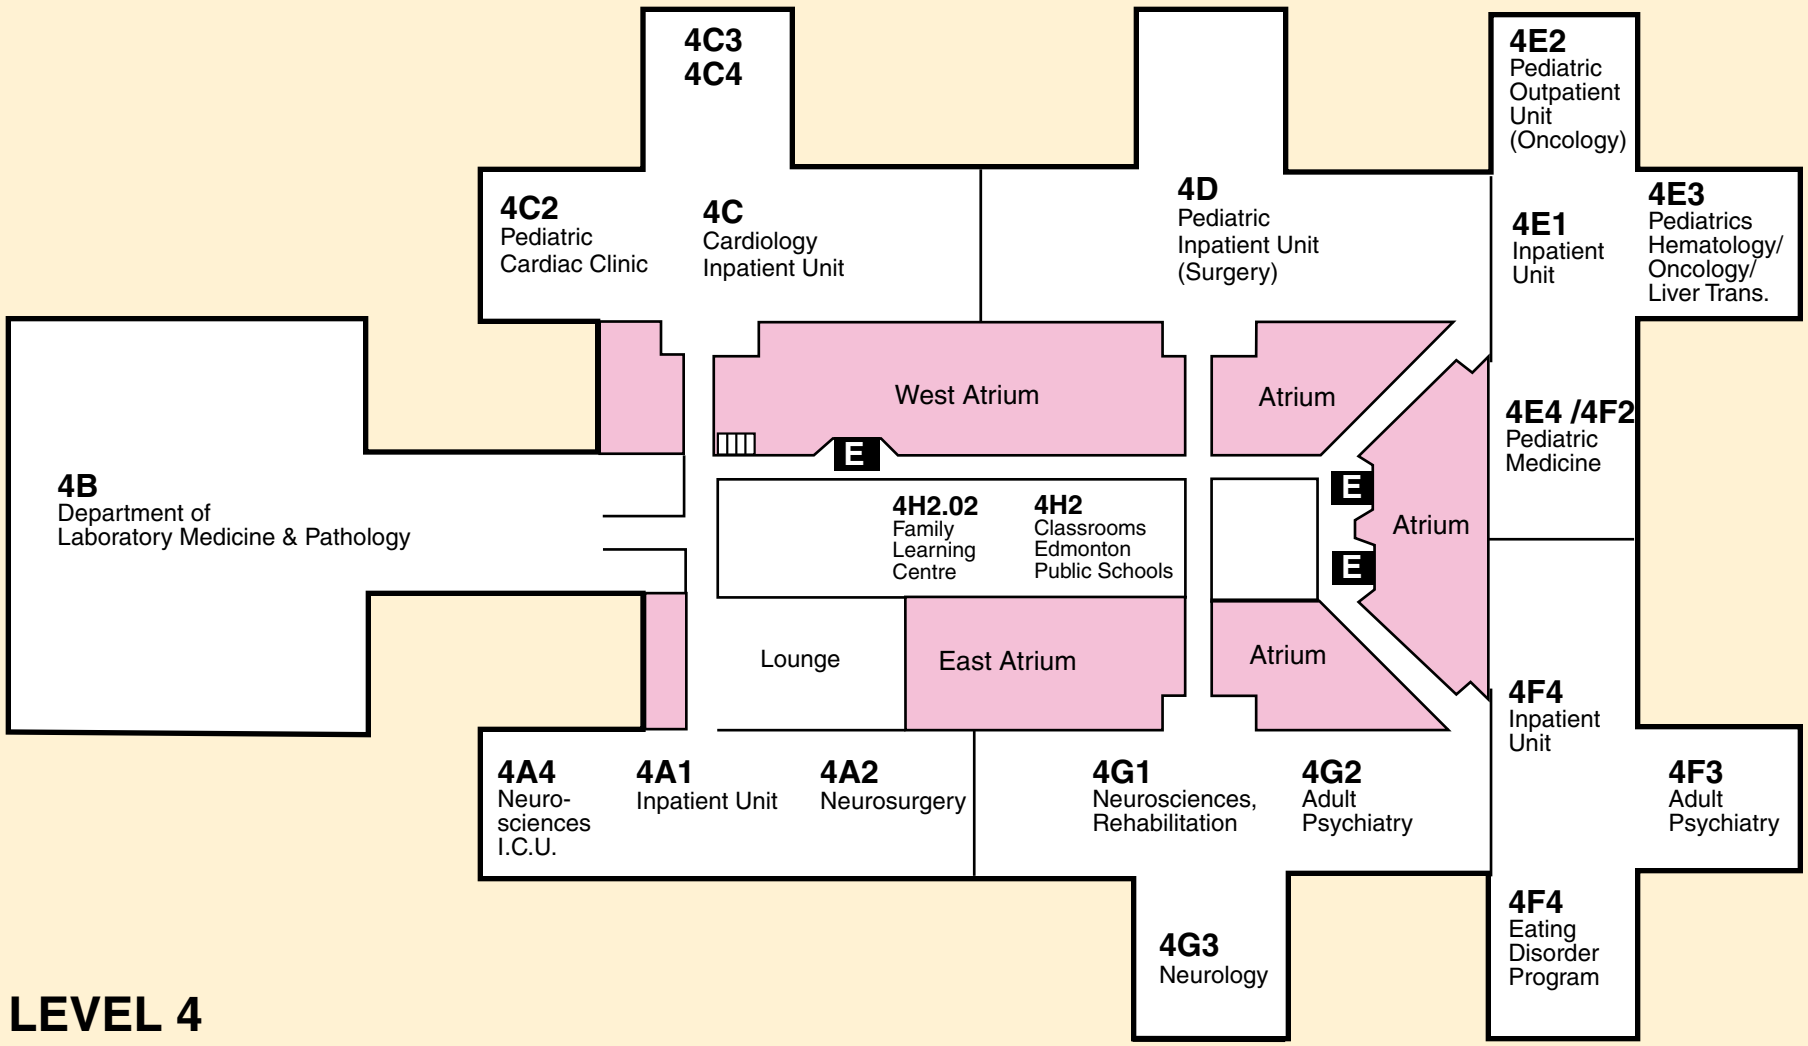 4C3
4C4
4E2
Pediatric
Outpatient
Unit
(Oncology)
4C2
Pediatric
Cardiac Clinic
4C
Cardiology
Inpatient Unit
4D
Pediatric
Inpatient Unit
(Surgery)
4E1
Inpatient
Unit
4E3
Pediatrics
Hematology/
Oncology/
Liver Trans.
West Atrium
Atrium
4E4 /4F2
Pediatric
Medicine
E
E
E
Atrium
4B
Department of
Laboratory Medicine & Pathology
4H2.02
Family
Learning
Centre
4H2
Classrooms
Edmonton
Public Schools
Lounge
East Atrium
Atrium
4F4
Inpatient
Unit
4A4
Neuro-
sciences
I.C.U.
4A1
Inpatient Unit
4A2
Neurosurgery
4G1
Neurosciences,
Rehabilitation
4G2
Adult
Psychiatry
4F3
Adult
Psychiatry
4G3
Neurology
4F4
Eating
Disorder
Program
LEVEL 4